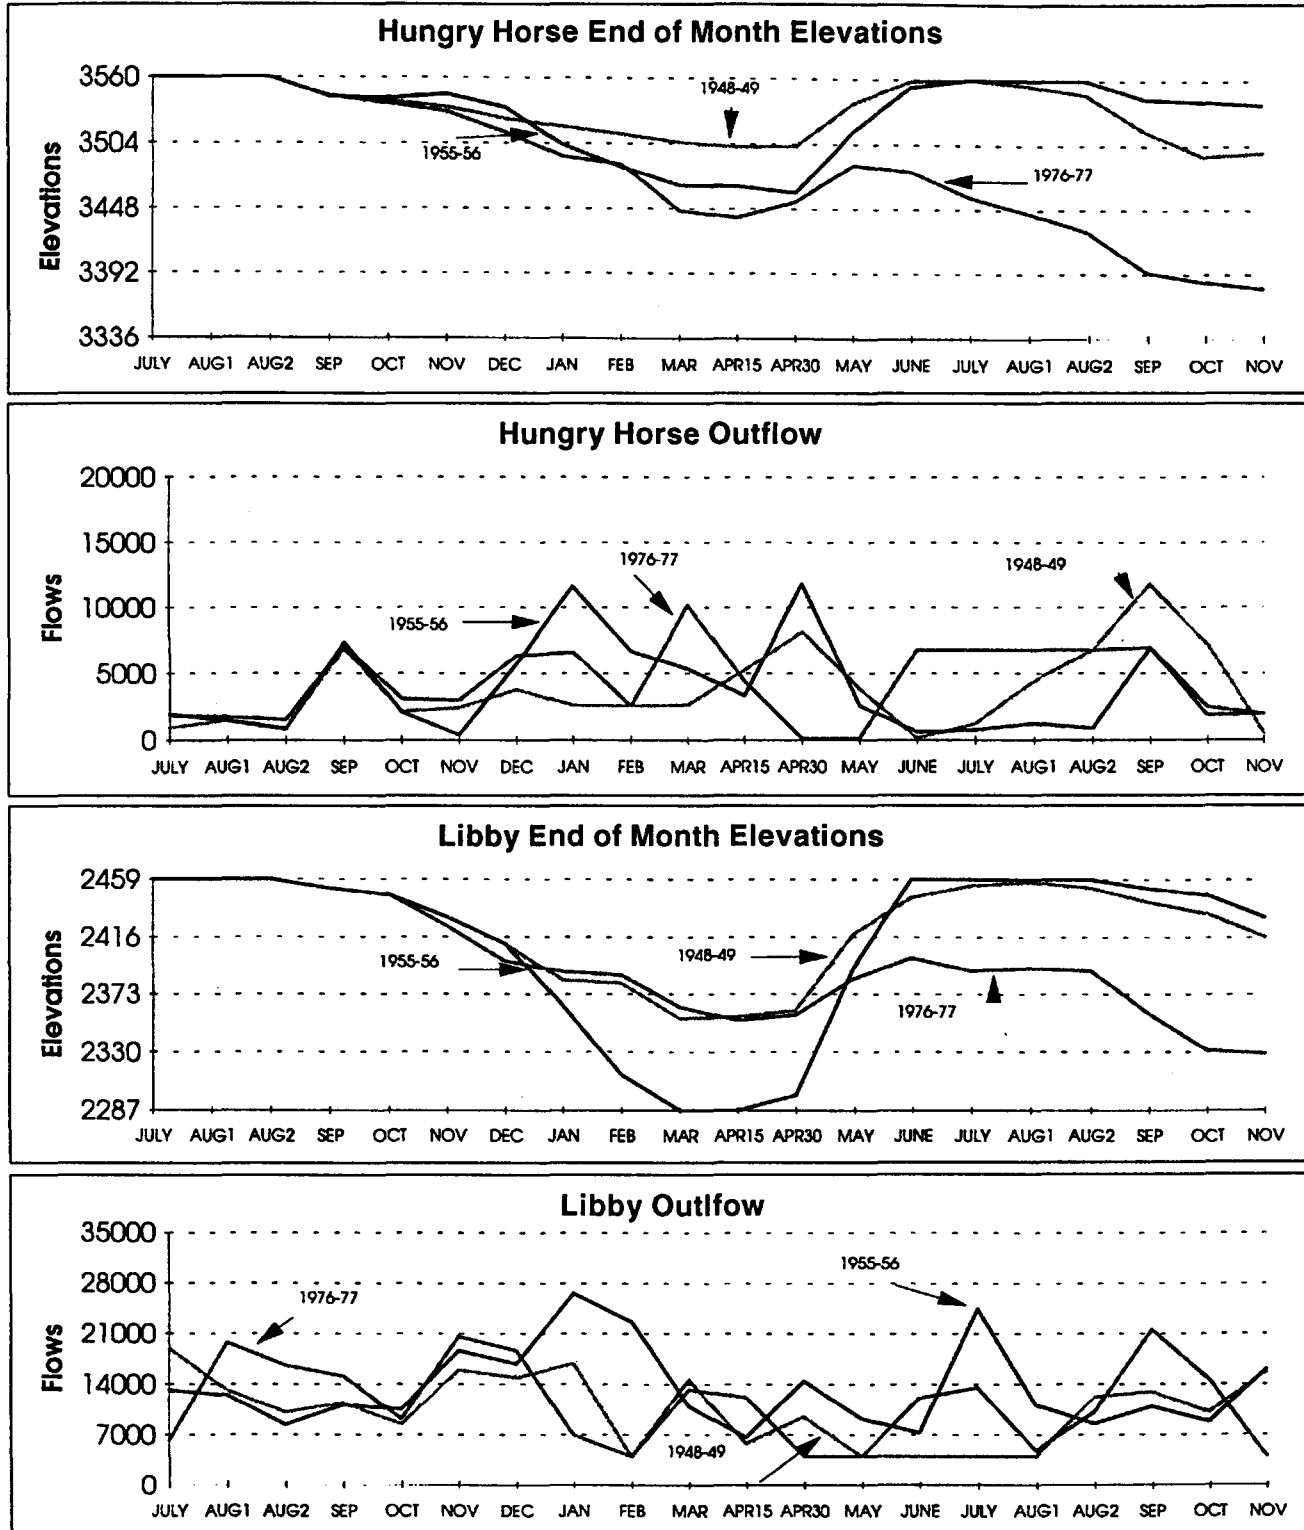 Hungry Horse End of Month Elevations
3560
3504
3448
3392
3336
Elevations
1948-49
1955-56
1976-77
JULY AUG1 AUG2 SEP OCT NOV DEC JAN FEB MAR APR15 APR30 MAY JUNE JULY AUG1 AUG2 SEP OCT NOV
Hungry Horse Outflow
20000
15000
10000
5000
0
Flows
1976-77
1948-49
1955-56
JULY AUG1 AUG2 SEP OCT NOV DEC JAN FEB MAR APR15 APR30 MAY JUNE JULY AUG1 AUG2 SEP OCT NOV
Libby End of Month Elevations
2459
2416
2373
2330
2287
Elevations
1955-56
1948-49
1976-77
JULY AUG1 AUG2 SEP OCT NOV DEC JAN FEB MAR APR15 APR30 MAY JUNE JULY AUG1 AUG2 SEP OCT NOV
Libby Outlfow
35000
28000
21000
14000
7000
0
Flows
1976-77
1955-56
1948-49
JULY AUG1 AUG2 SEP OCT NOV DEC JAN FEB MAR APR15 APR30 MAY JUNE JULY AUG1 AUG2 SEP OCT NOV